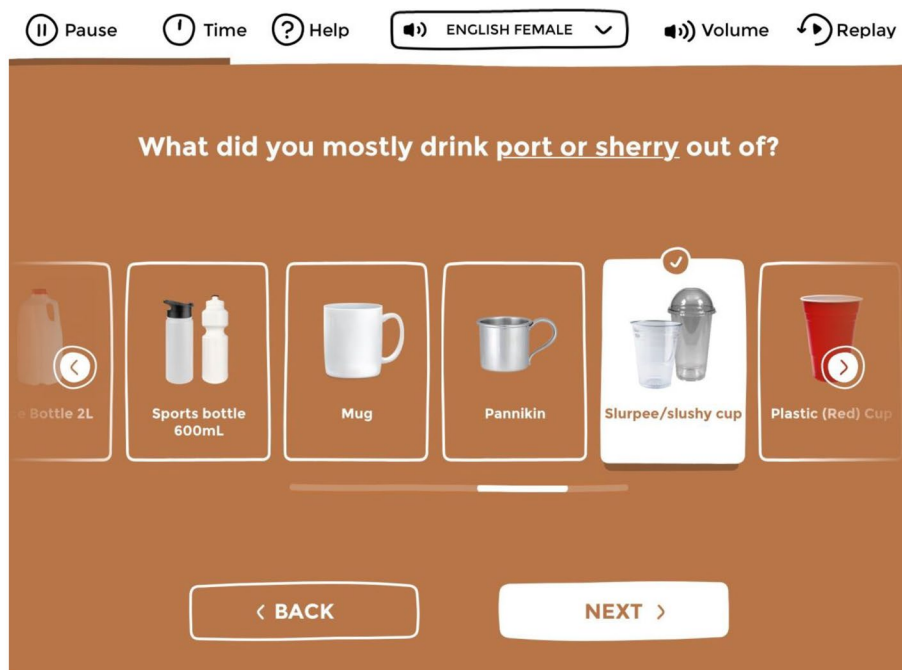 Pause
Time
Help
ENGLISH FEMALE
Volume
Replay
What did you mostly drink port or sherry out of?
Bottle 2L
Sports bottle
600mL
Mug
Pannikin
Slurpee/slushy cup
Plastic (Red) Cup
BACK
NEXT